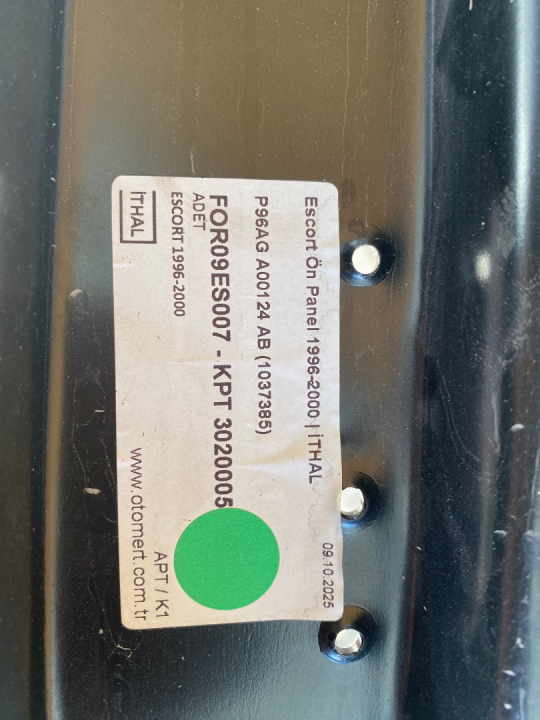 Escort Ön Panel 1996-2000 | İTHAL
09.10.2025
P96AG A00124 AB (1037385)
FOR09ES007 - KPT 3020005
ADET
ESCORT 1996-2000
APT / K1
İTHAL
www.otomert.com.tr